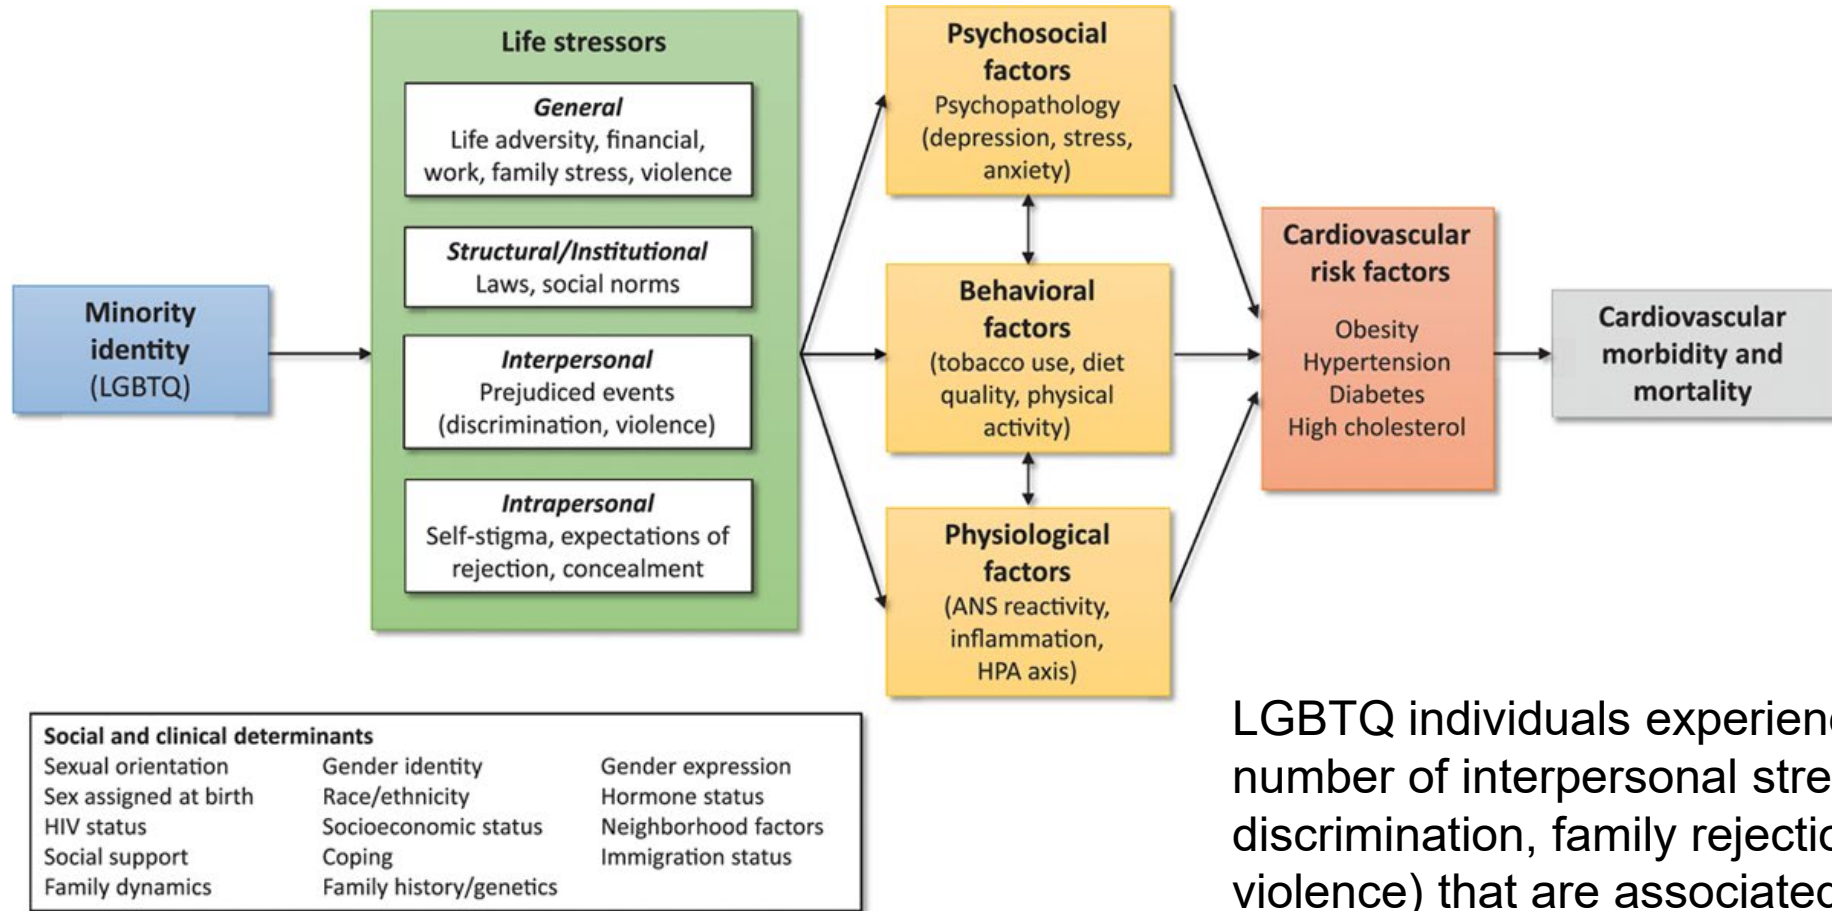 Minority
identity
(LGBTQ)
Life stressors
General
Life adversity, financial,
work, family stress, violence
Structural/Institutional
Laws, social norms
Interpersonal
Prejudiced events
(discrimination, violence)
Intrapersonal
Self-stigma, expectations of
rejection, concealment
Psychosocial
factors
Psychopathology
(depression, stress,
anxiety)
Behavioral
factors
(tobacco use, diet
quality, physical
activity)
Physiological
factors
(ANS reactivity,
inflammation,
HPA axis)
Cardiovascular
risk factors
Obesity
Hypertension
Diabetes
High cholesterol
Cardiovascular
morbidity and
mortality
Social and clinical determinants
Sexual orientation Gender identity Gender expression
Sex assigned at birth Race/ethnicity Hormone status
HIV status Socioeconomic status Neighborhood factors
Social support Coping Immigration status
Family dynamics Family history/genetics
LGBTQ individuals
number of interpersonal
discrimination, family
violence) that are associated